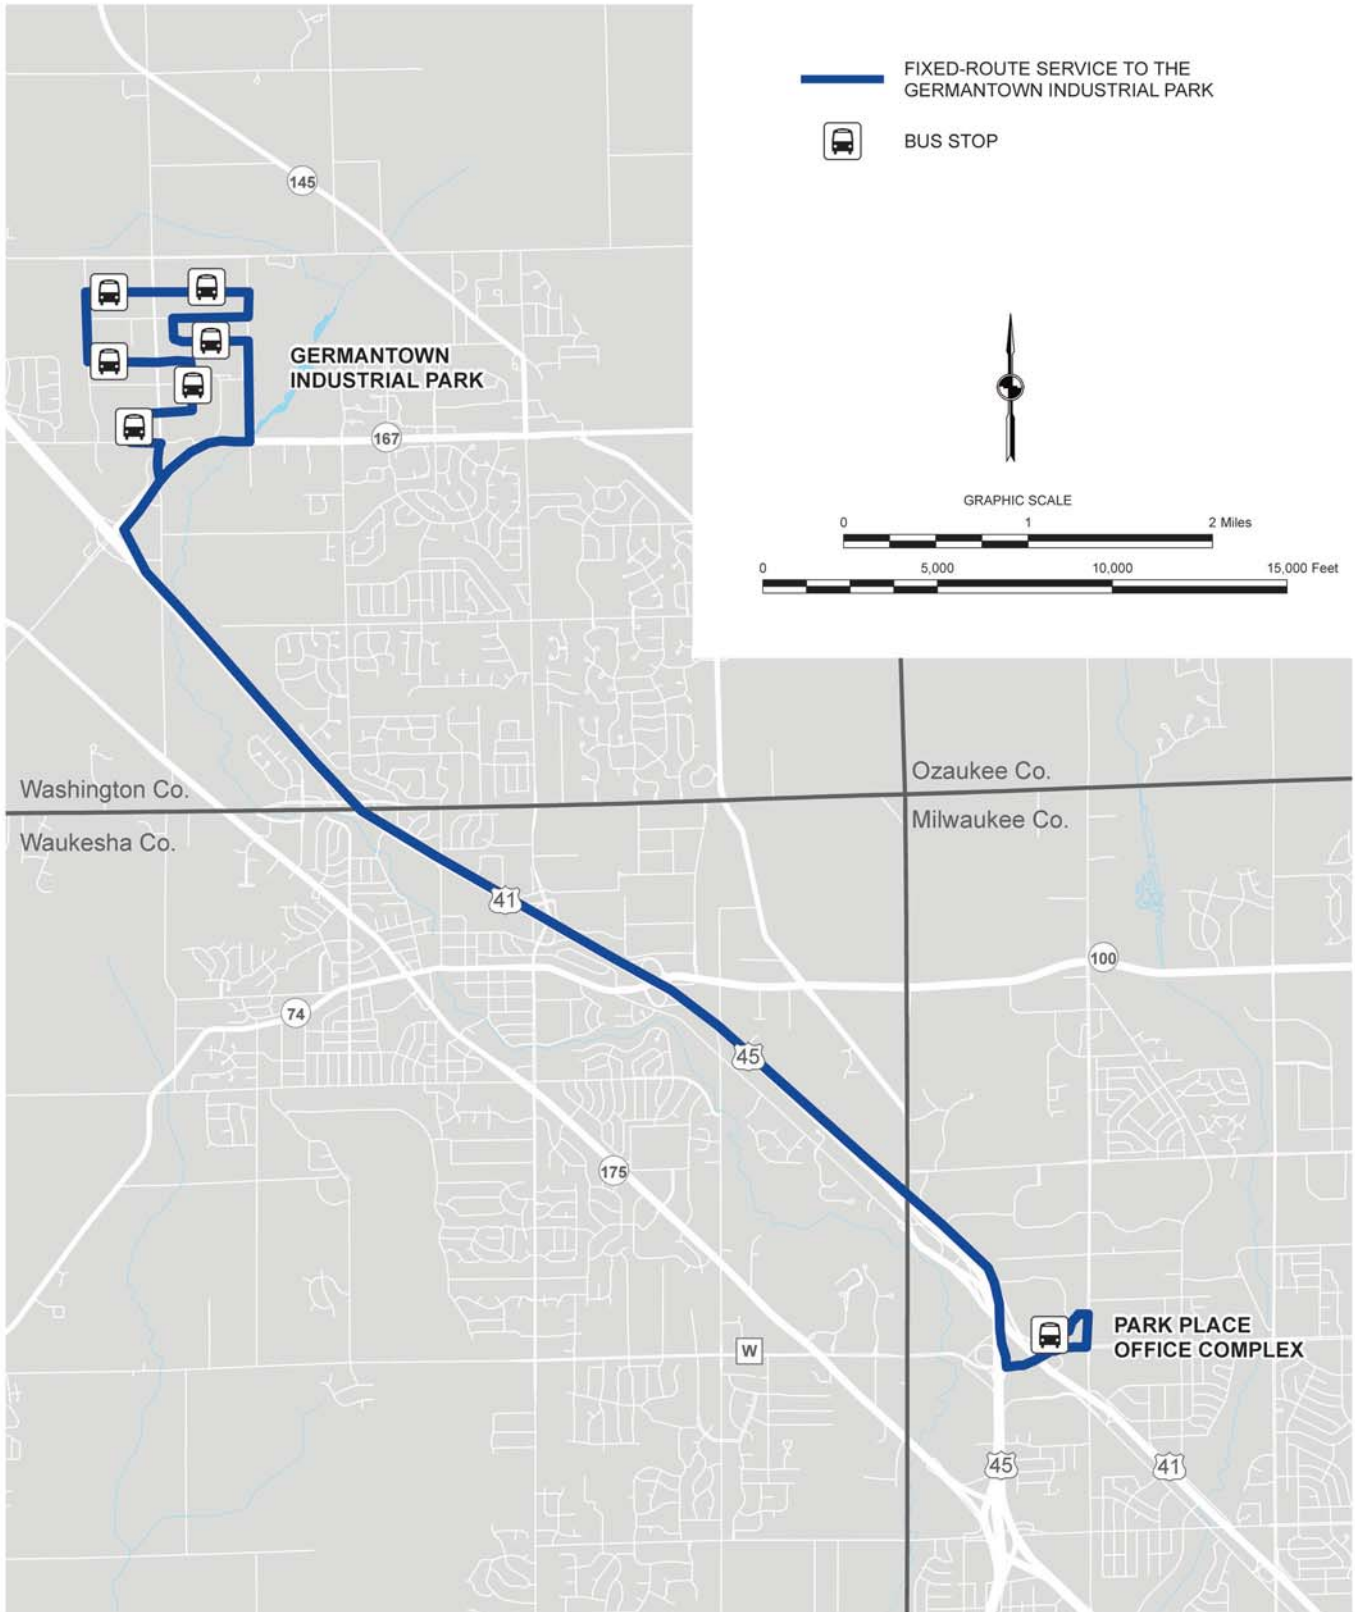 FIXED-ROUTE SERVICE TO THE
GERMANTOWN INDUSTRIAL PARK
BUS STOP
145
GERMANTOWN
INDUSTRIAL PARK
167
GRAPHIC SCALE
0 1 2 Miles
0 5,000 10,000 15,000 Feet
Washington Co.
Ozaukee Co.
Waukesha Co.
Milwaukee Co.
41
100
74
45
175
PARK PLACE
OFFICE COMPLEX
W
45
41